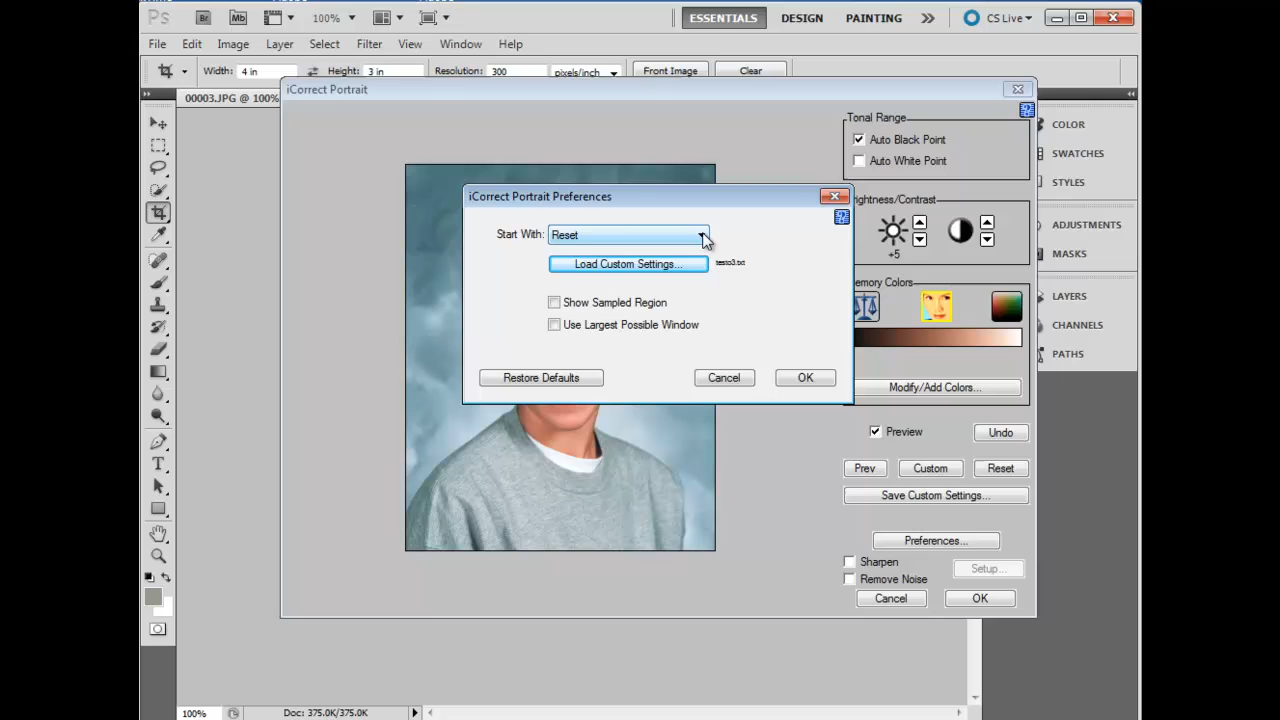 Ps Br Mb 100% ESSENTIALS DESIGN PAINTING CS Live
File Edit Image Layer Select Filter View Window Help
Width: 4 in Height: 3 in Resolution: 300 pixels/inch Front Image Clear
00003.JPG @ 100%
iCorrect Portrait
Tonal Range
Auto Black Point
Auto White Point
rightness/Contrast
+5
emory Colors
Modify/Add Colors...
Preview Undo
Prev Custom Reset
Save Custom Settings...
Preferences...
Sharpen
Setup...
Remove Noise
Cancel OK
iCorrect Portrait Preferences
Start With: Reset
Load Custom Settings... testo3.txt
Show Sampled Region
Use Largest Possible Window
Restore Defaults Cancel OK
COLOR
SWATCHES
STYLES
ADJUSTMENTS
MASKS
LAYERS
CHANNELS
PATHS
100% Doc: 375.0K/375.0K